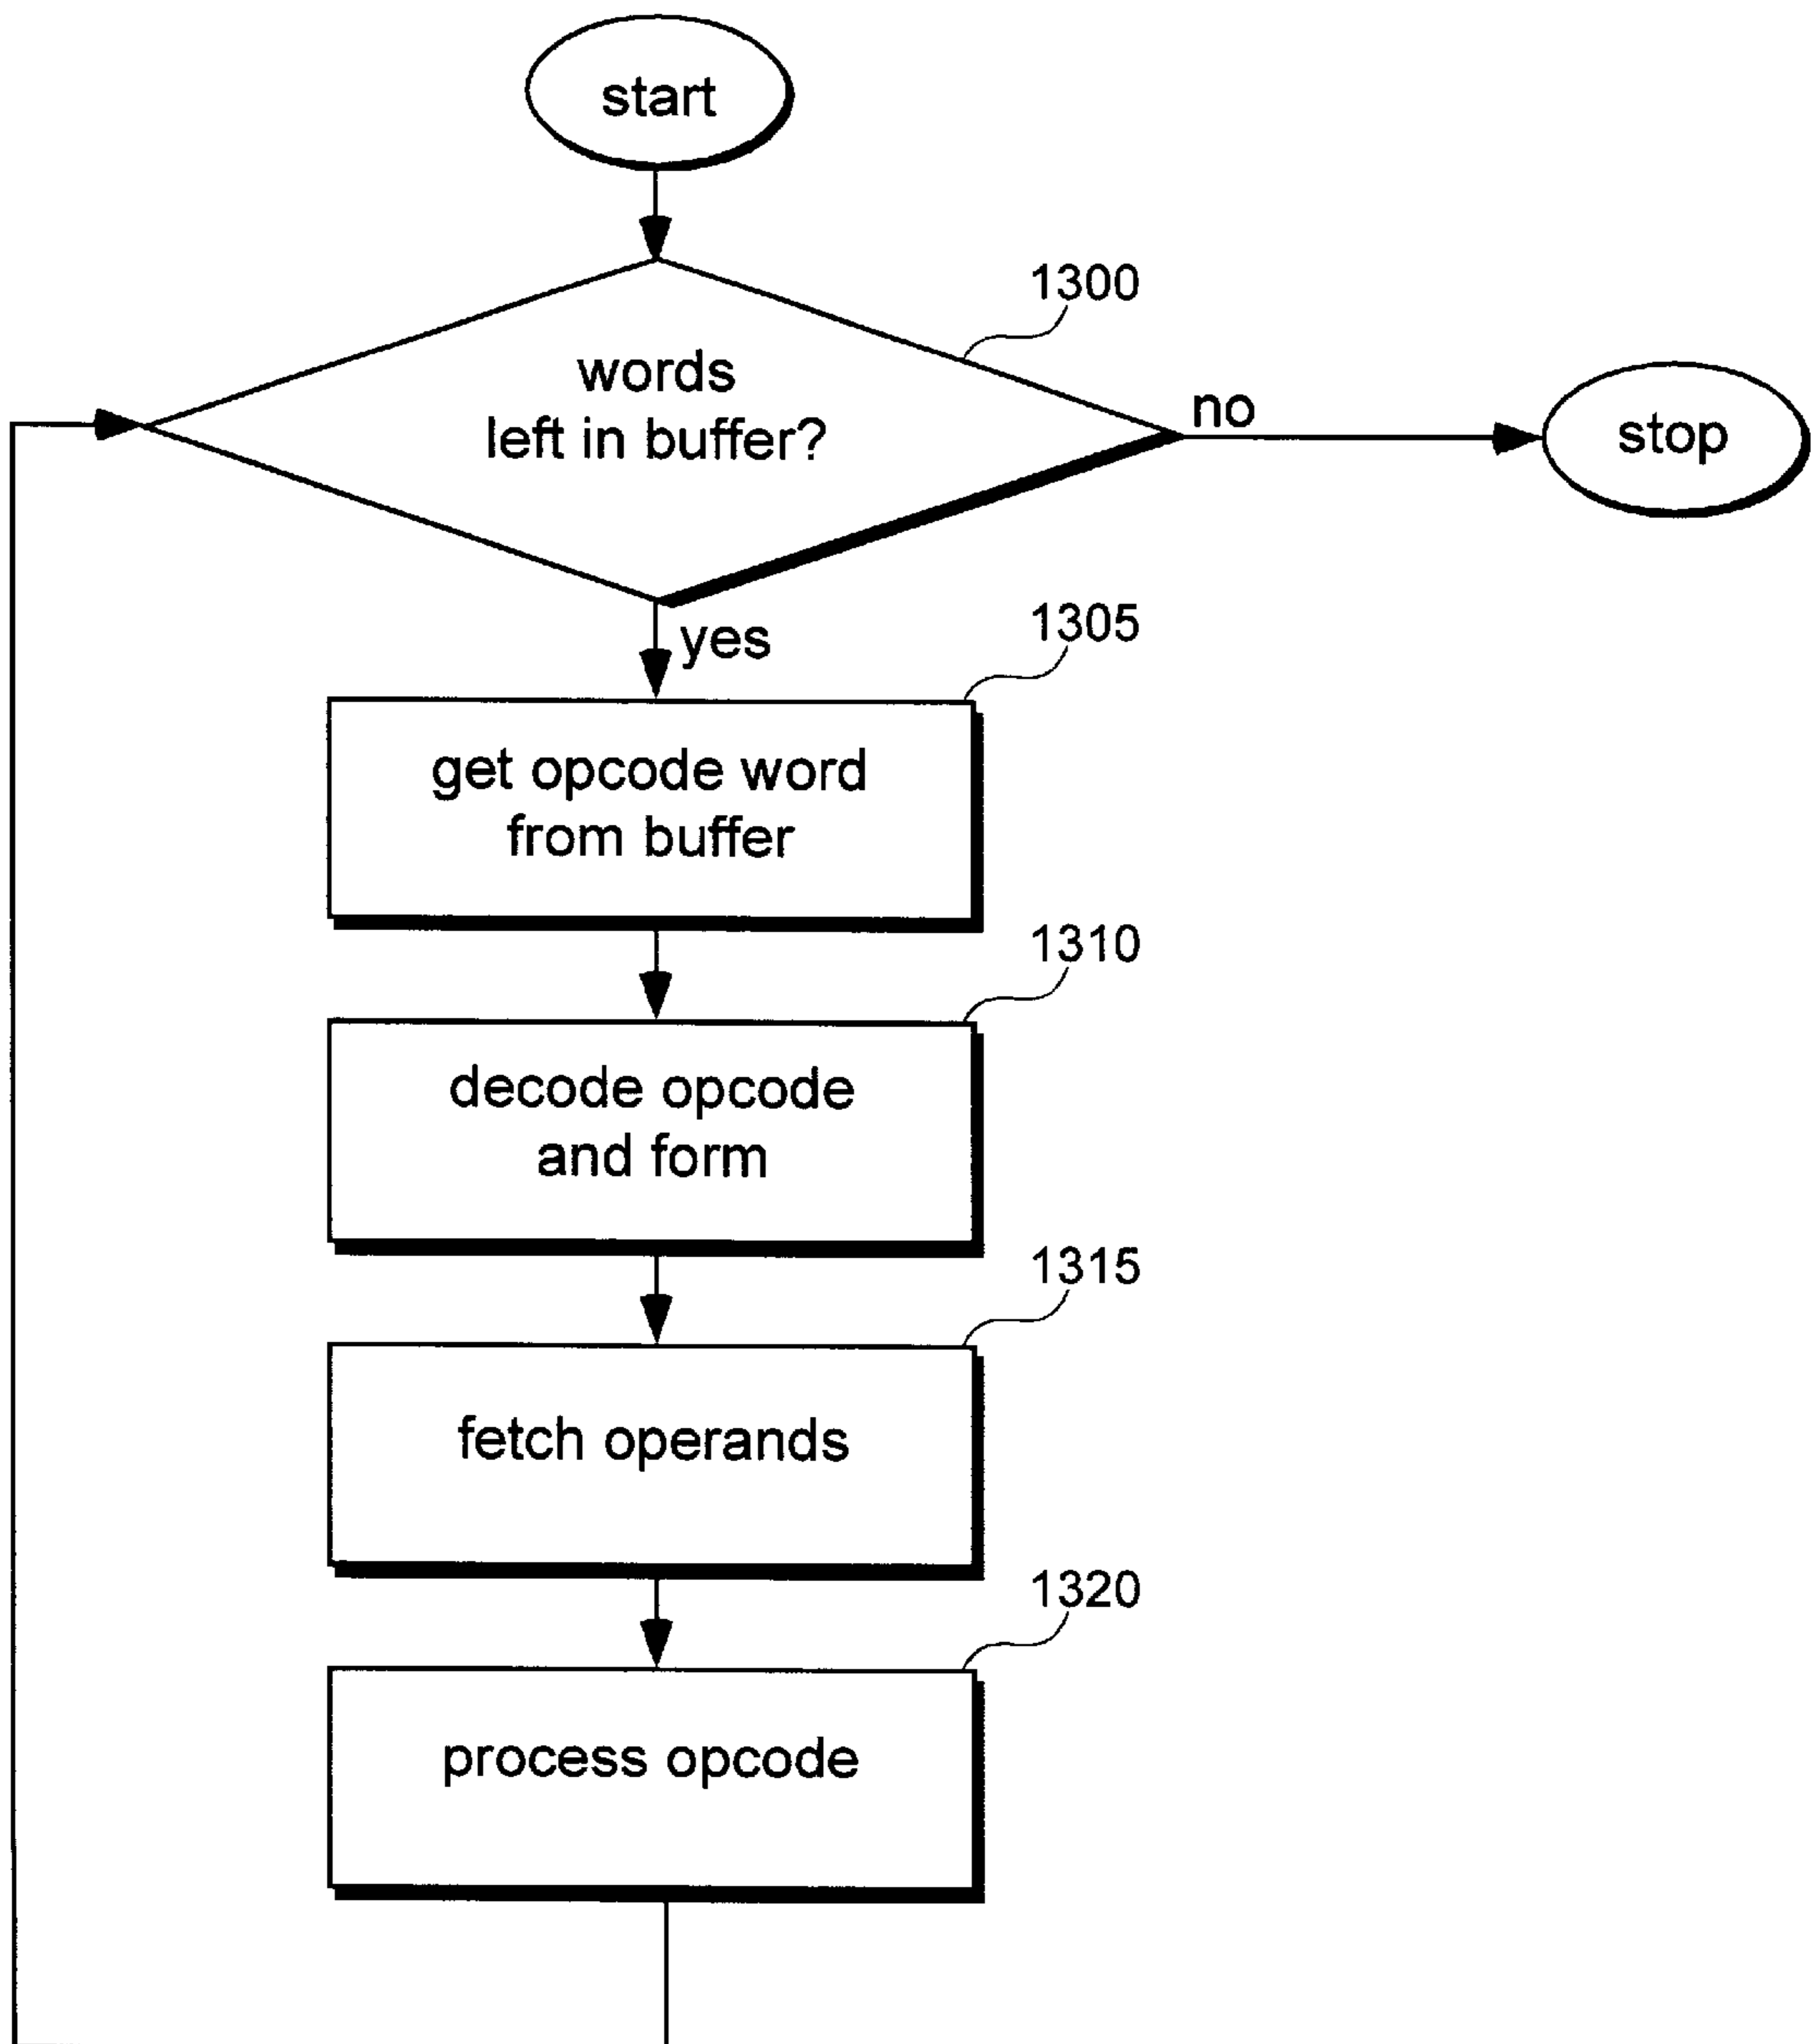 start
1300
words
left in buffer?
no
stop
yes
1305
get opcode word
from buffer
1310
decode opcode
and form
1315
fetch operands
1320
process opcode